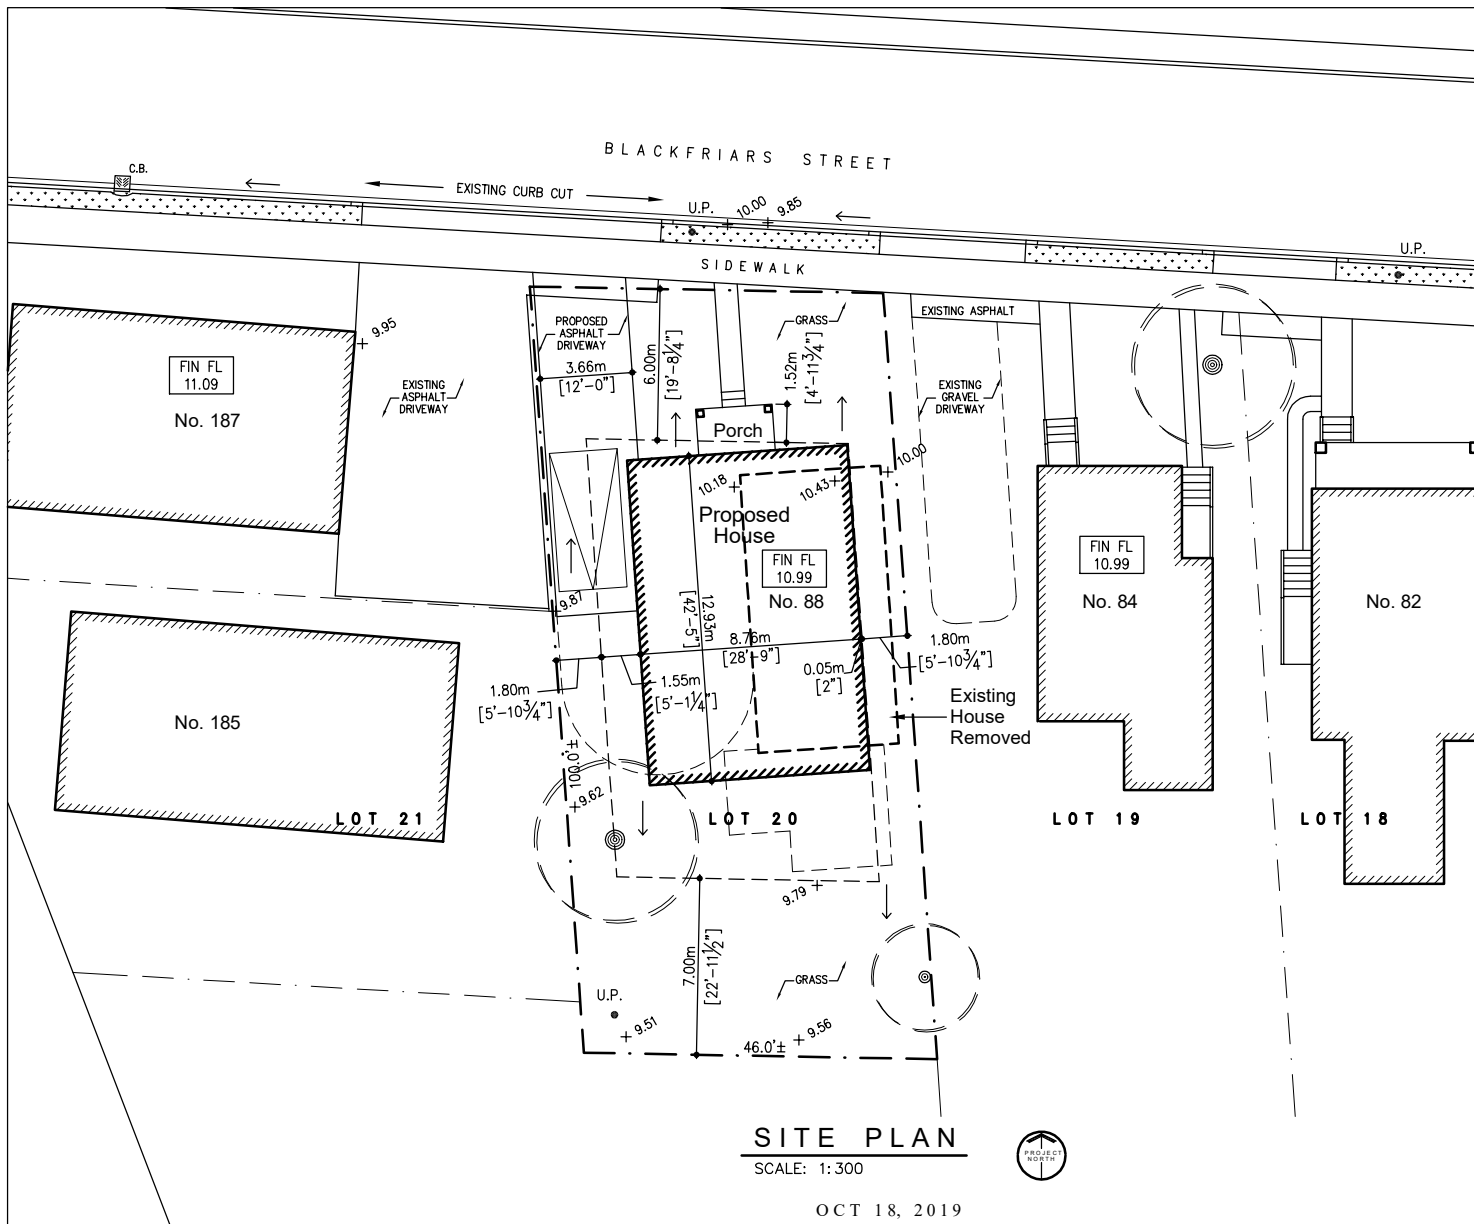 BLACKFRIARS STREET
C.B.
EXISTING CURB CUT
U.P.
10.00
9.85
U.P.
SIDEWALK
9.95
FIN FL
11.09
No. 187
EXISTING
ASPHALT
DRIVEWAY
PROPOSED
ASPHALT
DRIVEWAY
3.66m
[12'-0"]
6.00m
[19'-8¼"]
GRASS
1.52m
[4'-11¾"]
EXISTING ASPHALT
EXISTING
GRAVEL
DRIVEWAY
Porch
10.00
10.18
10.43
Proposed
House
FIN FL
10.99
No. 88
FIN FL
10.99
No. 84
No. 82
9.87
12.93m
[42'-5"]
8.76m
[28'-9"]
0.05m
[2"]
1.80m
[5'-10¾"]
1.80m
[5'-10¾"]
1.55m
[5'-1¼"]
Existing
House
Removed
No. 185
100.0'±
9.62
LOT 21
LOT 20
LOT 19
LOT 18
9.79
7.00m
[22'-11½"]
GRASS
U.P.
9.51
46.0'±
9.56
SITE PLAN
SCALE: 1:300
PROJECT
NORTH
OCT 18, 2019